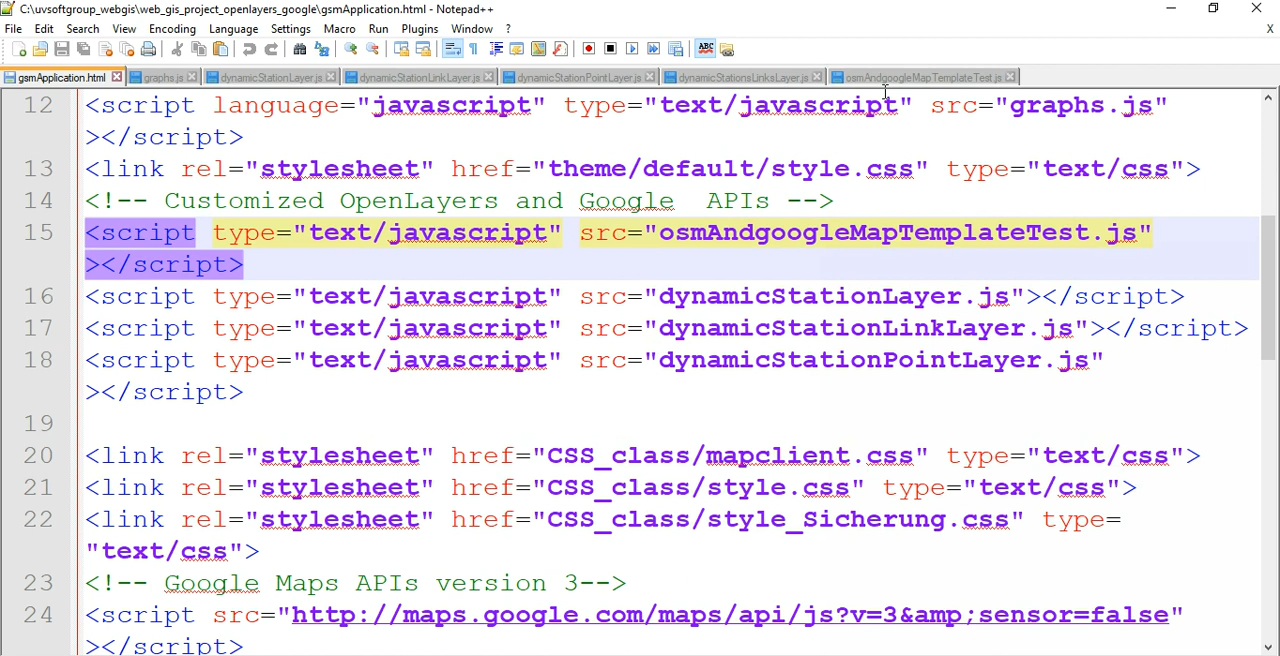 C:\uvsoftgroup_webgis\web_gis_project_openlayers_google\gsmApplication.html - Notepad++
File Edit Search View Encoding Language Settings Macro Run Plugins Window ? X
gsmApplication.html graphs.js dynamicStationLayer.js dynamicStationLinkLayer.js dynamicStationPointLayer.js dynamicStationsLinksLayer.js osmAndgoogleMapTemplateTest.js
12 <script language="javascript" type="text/javascript" src="graphs.js"
></script>
13 <link rel="stylesheet" href="theme/default/style.css" type="text/css">
14 <!-- Customized OpenLayers and Google  APIs -->
15 <script type="text/javascript" src="osmAndgoogleMapTemplateTest.js"
></script>
16 <script type="text/javascript" src="dynamicStationLayer.js"></script>
17 <script type="text/javascript" src="dynamicStationLinkLayer.js"></script>
18 <script type="text/javascript" src="dynamicStationPointLayer.js"
></script>
19
20 <link rel="stylesheet" href="CSS_class/mapclient.css" type="text/css">
21 <link rel="stylesheet" href="CSS_class/style.css" type="text/css">
22 <link rel="stylesheet" href="CSS_class/style_Sicherung.css" type=
"text/css">
23 <!-- Google Maps APIs version 3-->
24 <script src="http://maps.google.com/maps/api/js?v=3&amp;sensor=false"
></script>